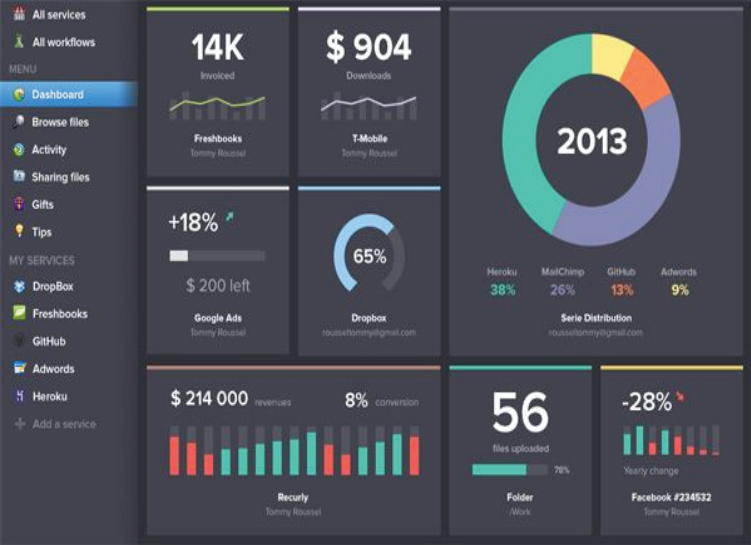 All services
All workflows
MENU
Dashboard
Browse files
Activity
Sharing files
Gifts
Tips
MY SERVICES
DropBox
Freshbooks
GitHub
Adwords
Heroku
Add a service
14K
Invoiced
Freshbooks
Tommy Roussel
$ 904
Downloads
T-Mobile
Tommy Roussel
2013
Heroku MailChimp GitHub Adwords
38% 26% 13% 9%
Serie Distribution
rousseltommy@gmail.com
+18%
$ 200 left
Google Ads
Tommy Roussel
65%
Dropbox
rousseltommy@gmail.com
$ 214 000 revenues 8% conversion
Recurly
Tommy Roussel
56
files uploaded
78%
Folder
/Work
-28%
Yearly change
Facebook #234532
Tommy Roussel